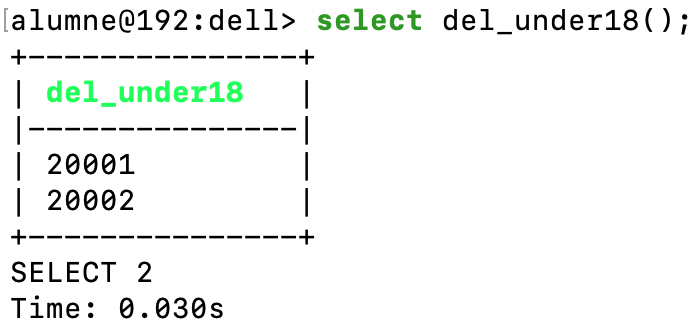 [alumne@192:dell> select del_under18();
+---------------+
| del_under18   |
|---------------|
| 20001         |
| 20002         |
+---------------+
SELECT 2
Time: 0.030s